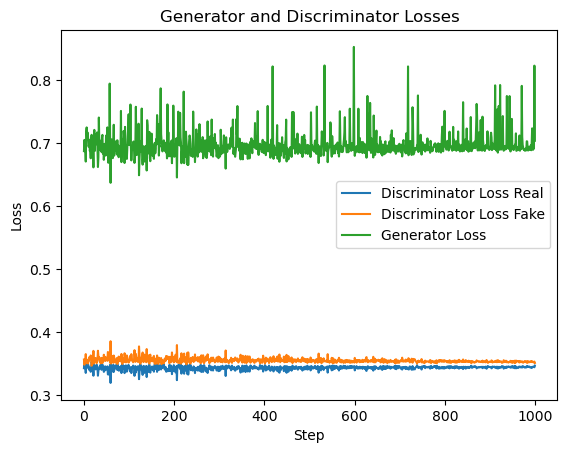 Generator and Discriminator Losses
Loss
0.8
0.7
0.6
0.5
0.4
0.3
Discriminator Loss Real
Discriminator Loss Fake
Generator Loss
0
200
400
600
800
1000
Step